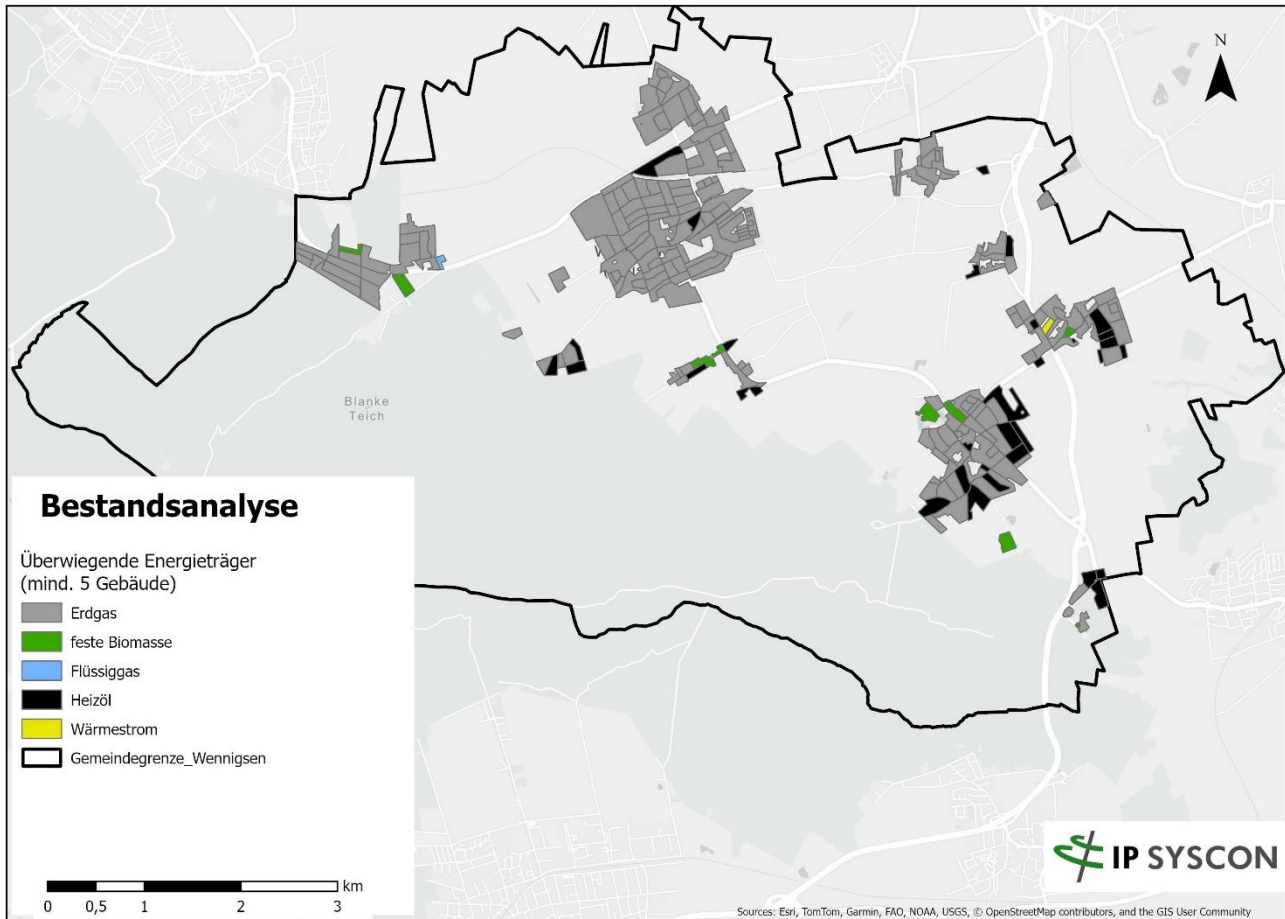 N
Blanke
Teich
Bestandsanalyse
Überwiegende Energieträger
(mind. 5 Gebäude)
Erdgas
feste Biomasse
Flüssiggas
Heizöl
Wärmestrom
Gemeindegrenze_Wennigsen
km
0 0,5 1 2 3
IP SYSCON
Sources: Esri, TomTom, Garmin, FAO, NOAA, USGS, © OpenStreetMap contributors, and the GIS User Community